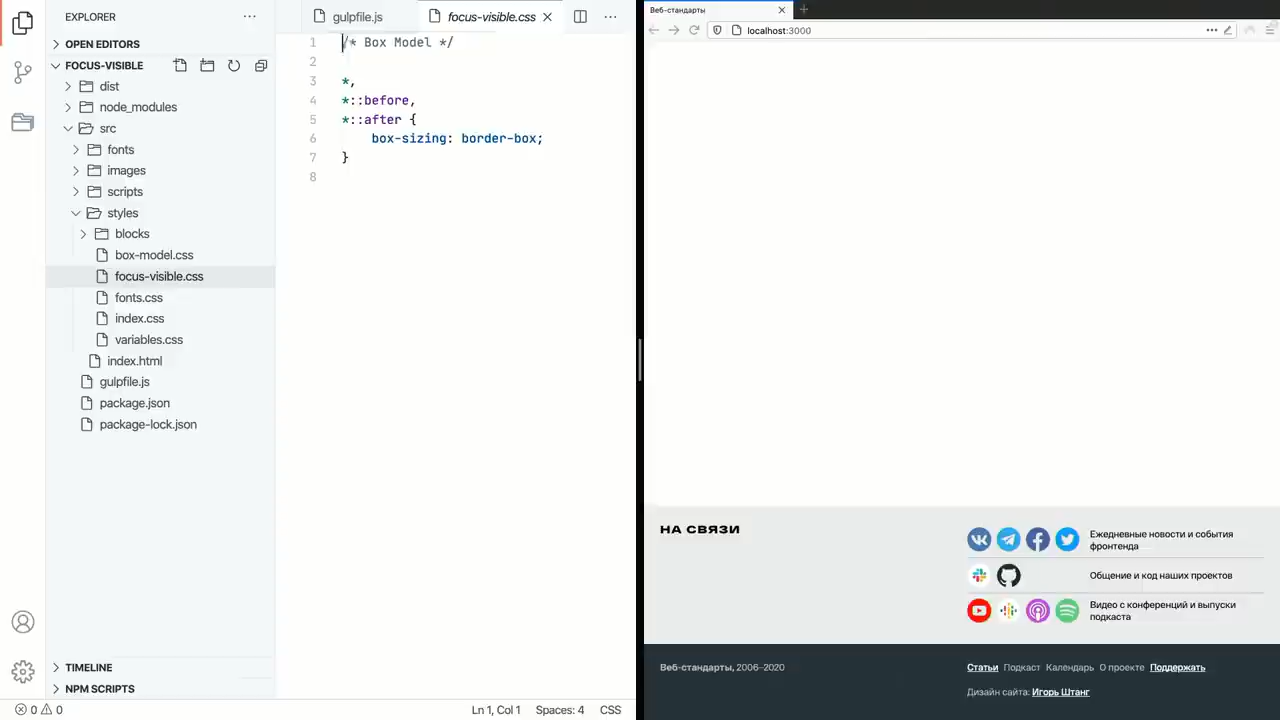 EXPLORER
OPEN EDITORS
FOCUS-VISIBLE
dist
node_modules
src
fonts
images
scripts
styles
blocks
box-model.css
focus-visible.css
fonts.css
index.css
variables.css
index.html
gulpfile.js
package.json
package-lock.json
TIMELINE
NPM SCRIPTS
gulpfile.js
focus-visible.css
1 /* Box Model */
2
3 *,
4 *::before,
5 *::after {
6 box-sizing: border-box;
7 }
8
0 0
Ln 1, Col 1 Spaces: 4 CSS
Веб-стандарты
localhost:3000
НА СВЯЗИ
Ежедневные новости и события
фронтенда
Общение и код наших проектов
Видео с конференций и выпуски
подкаста
Веб-стандарты, 2006–2020
Статьи Подкаст Календарь О проекте Поддержать
Дизайн сайта: Игорь Штанг